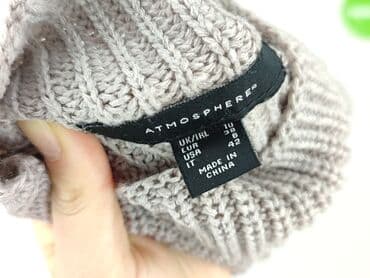 ATMOSPHERE®
UK/IRL 10
EUR 38
USA 6
IT 42
MADE IN
CHINA